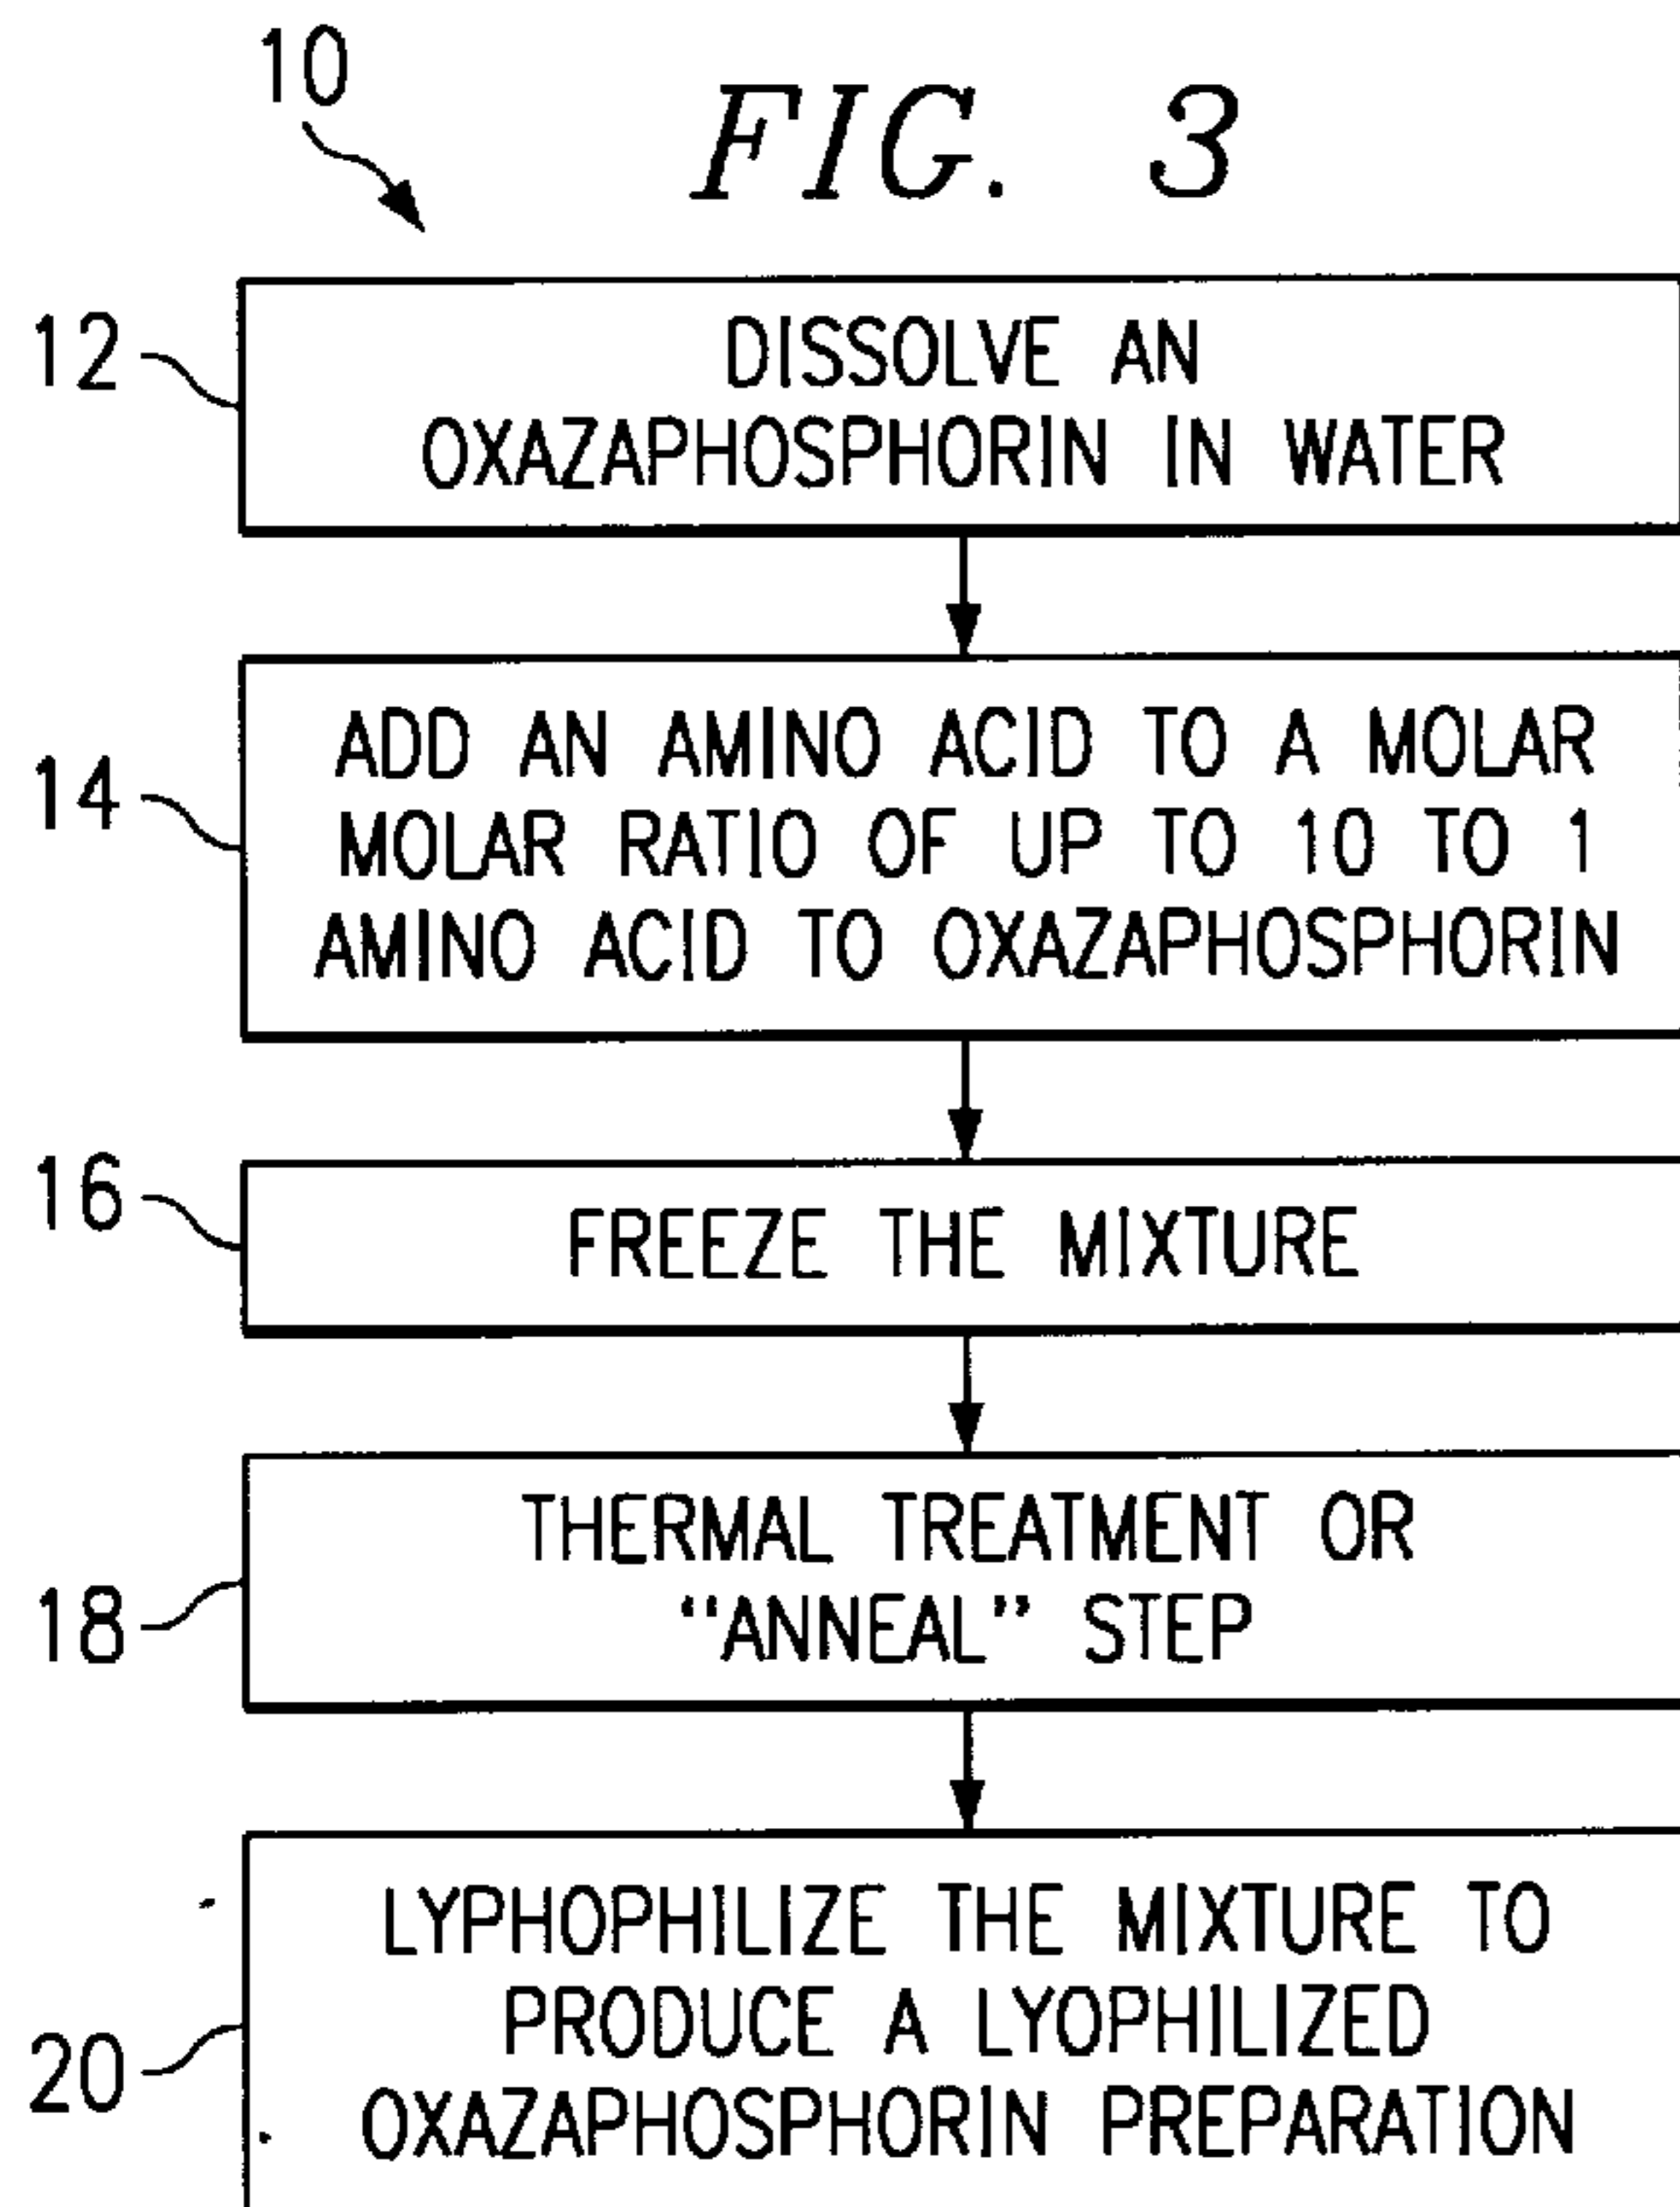 10
FIG. 3
12
DISSOLVE AN
OXAZAPHOSPHORIN IN WATER
14
ADD AN AMINO ACID TO A MOLAR
MOLAR RATIO OF UP TO 10 TO 1
AMINO ACID TO OXAZAPHOSPHORIN
16
FREEZE THE MIXTURE
18
THERMAL TREATMENT OR
“ANNEAL” STEP
20
LYPHOPHILIZE THE MIXTURE TO
PRODUCE A LYOPHILIZED
OXAZAPHOSPHORIN PREPARATION